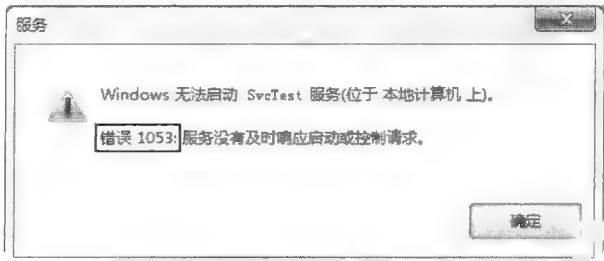 服务
Windows 无法启动 SvcTest 服务(位于 本地计算机 上)。
错误 1053: 服务没有及时响应启动或控制请求。
确定